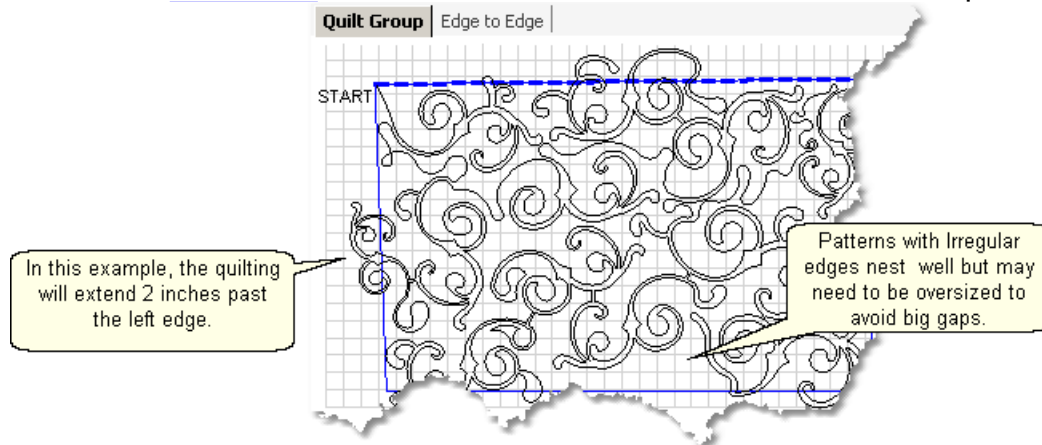 Quilt Group Edge to Edge
START
In this example, the quilting
will extend 2 inches past
the left edge.
Patterns with Irregular
edges nest well but may
need to be oversized to
avoid big gaps.